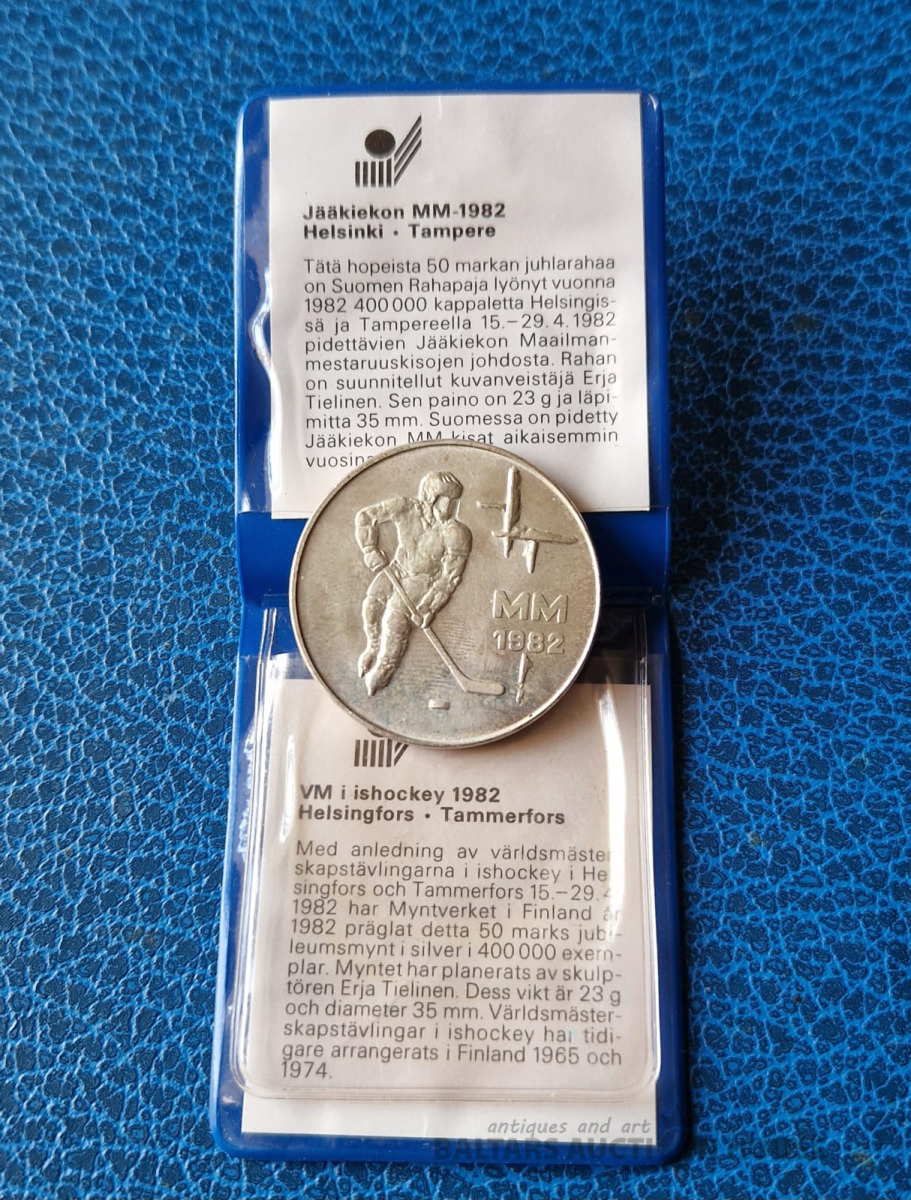 Jääkiekon MM-1982
Helsinki • Tampere
Tätä hopeista 50 markan juhlarahaa
on Suomen Rahapaja lyönyt vuonna
1982 400 000 kappaletta Helsingis-
sä ja Tampereella 15.–29.4.1982
pidettävien Jääkiekon Maailman-
mestaruuskisojen johdosta. Rahan
on suunnitellut kuvanveistäjä Erja
Tielinen. Sen paino on 23 g ja läpi-
mitta 35 mm. Suomessa on pidetty
Jääkiekon MM kisat aikaisemmin
MM
1982
VM i ishockey 1982
Helsingfors • Tammerfors
Med anledning av världsmäster
skapstävlingarna i ishockey i He
singfors och Tammerfors 15.–29.4
1982 har Myntverket i Finland år
1982 präglat detta 50 marks jubi-
leumsmynt i silver i 400 000 exem-
plar. Myntet har planerats av skulp-
tören Erja Tielinen. Dess vikt är 23 g
och diameter 35 mm. Världsmäster-
skapstävlingar i ishockey har tidi-
gare arrangerats i Finland 1965 och
1974.
antiques and art
BALTARS AUCTI